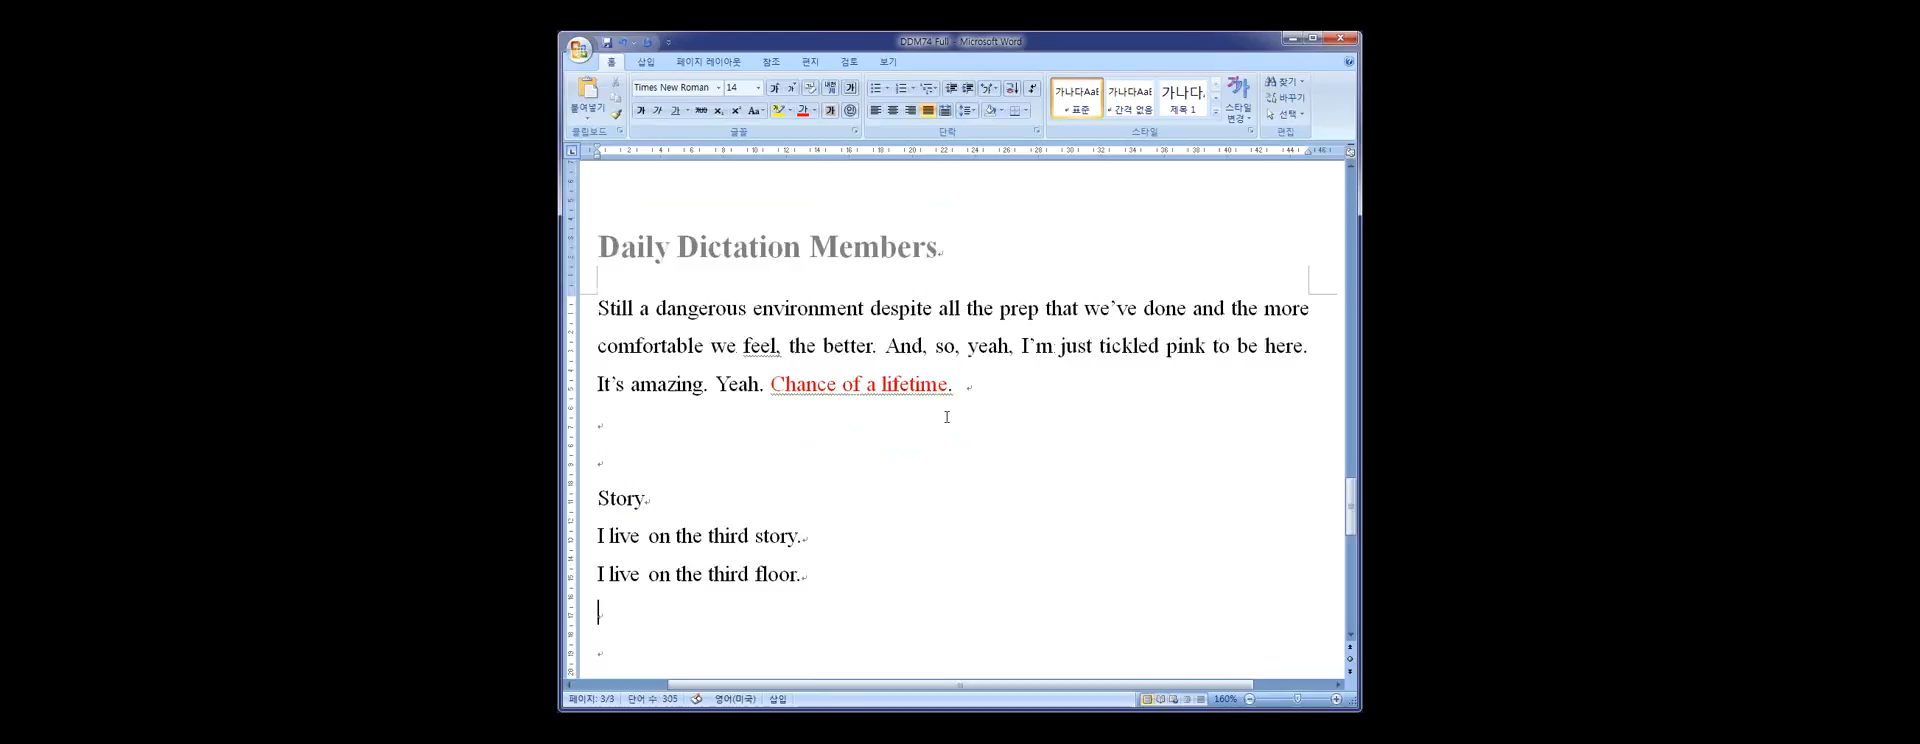 DDM74 Full - Microsoft Word
홈 삽입 페이지 레이아웃 참조 편지 검토 보기
붙여넣기
Times New Roman 14
가나다AaB 가나다AaB 가나다.
표준 간격 없음 제목 1
스타일 변경
찾기
바꾸기
선택
클립보드 글꼴 단락 스타일 편집
Daily Dictation Members
Still a dangerous environment despite all the prep that we’ve done and the more
comfortable we feel, the better. And, so, yeah, I’m just tickled pink to be here.
It’s amazing. Yeah. Chance of a lifetime.
Story
I live on the third story.
I live on the third floor.
페이지: 3/3 단어 수: 305 영어(미국) 삽입 160%